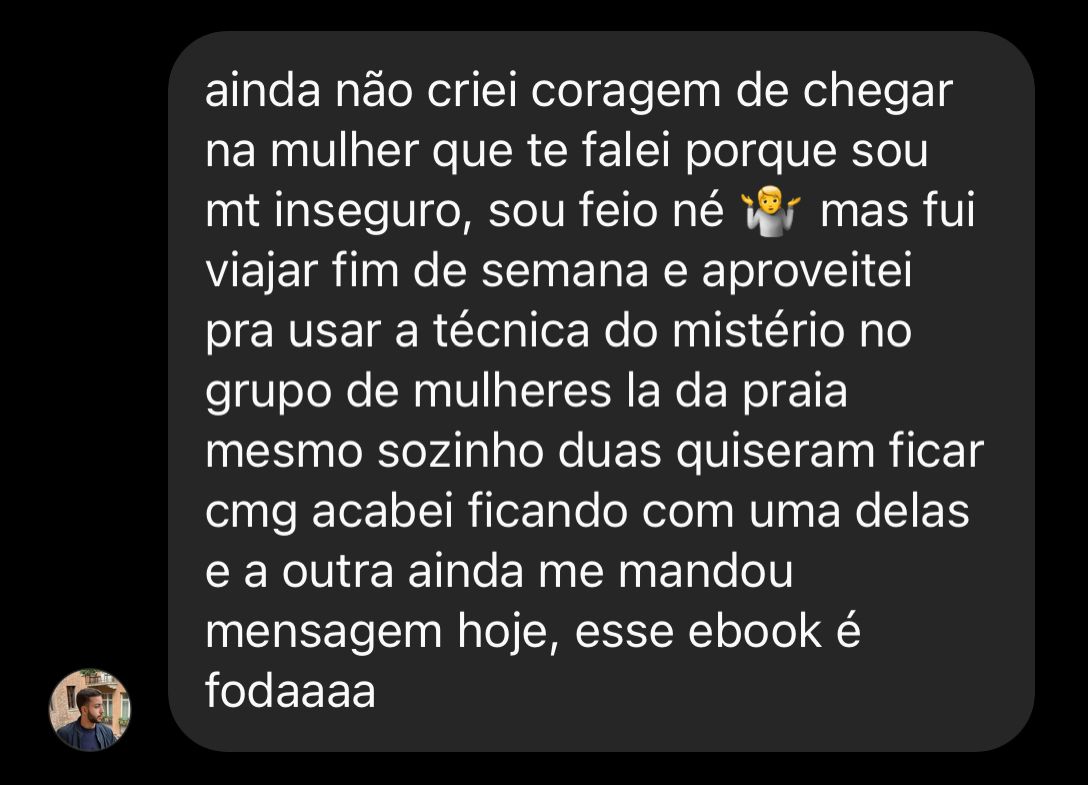 ainda não criei coragem de chegar
na mulher que te falei porque sou
mt inseguro, sou feio né 🤷‍♂️ mas fui
viajar fim de semana e aproveitei
pra usar a técnica do mistério no
grupo de mulheres la da praia
mesmo sozinho duas quiseram ficar
cmg acabei ficando com uma delas
e a outra ainda me mandou
mensagem hoje, esse ebook é
fodaaaa